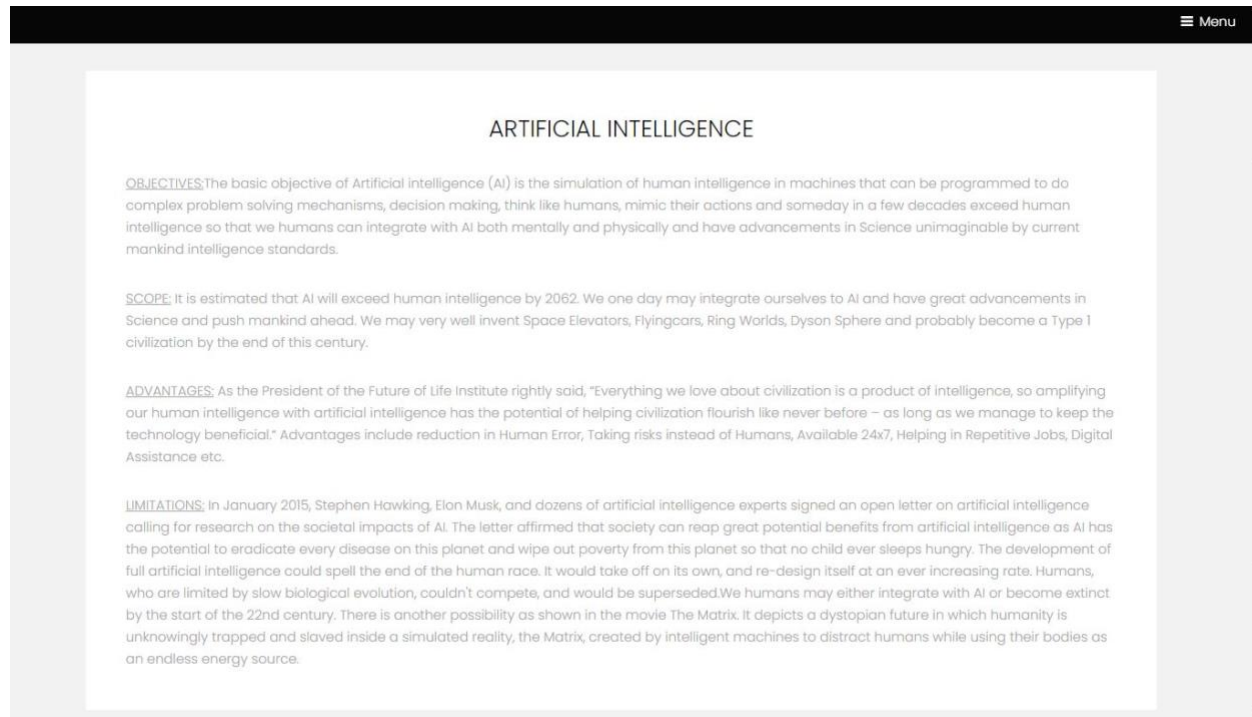 ≡ Menu
ARTIFICIAL INTELLIGENCE
OBJECTIVES:The basic objective of Artificial intelligence (AI) is the simulation of human intelligence in machines that can be programmed to do
complex problem solving mechanisms, decision making, think like humans, mimic their actions and someday in a few decades exceed human
intelligence so that we humans can integrate with AI both mentally and physically and have advancements in Science unimaginable by current
mankind intelligence standards.
SCOPE: It is estimated that AI will exceed human intelligence by 2062. We one day may integrate ourselves to AI and have great advancements in
Science and push mankind ahead. We may very well invent Space Elevators, Flyingcars, Ring Worlds, Dyson Sphere and probably become a Type 1
civilization by the end of this century.
ADVANTAGES: As the President of the Future of Life Institute rightly said, “Everything we love about civilization is a product of intelligence, so amplifying
our human intelligence with artificial intelligence has the potential of helping civilization flourish like never before – as long as we manage to keep the
technology beneficial.“ Advantages include reduction in Human Error, Taking risks instead of Humans, Available 24x7, Helping in Repetitive Jobs, Digital
Assistance etc.
LIMITATIONS: In January 2015, Stephen Hawking, Elon Musk, and dozens of artificial intelligence experts signed an open letter on artificial intelligence
calling for research on the societal impacts of AI. The letter affirmed that society can reap great potential benefits from artificial intelligence as AI has
the potential to eradicate every disease on this planet and wipe out poverty from this planet so that no child ever sleeps hungry. The development of
full artificial intelligence could spell the end of the human race. It would take off on its own, and re-design itself at an ever increasing rate. Humans,
who are limited by slow biological evolution, couldn't compete, and would be superseded.We humans may either integrate with AI or become extinct
by the start of the 22nd century. There is another possibility as shown in the movie The Matrix. It depicts a dystopian future in which humanity is
unknowingly trapped and slaved inside a simulated reality, the Matrix, created by intelligent machines to distract humans while using their bodies as
an endless energy source.